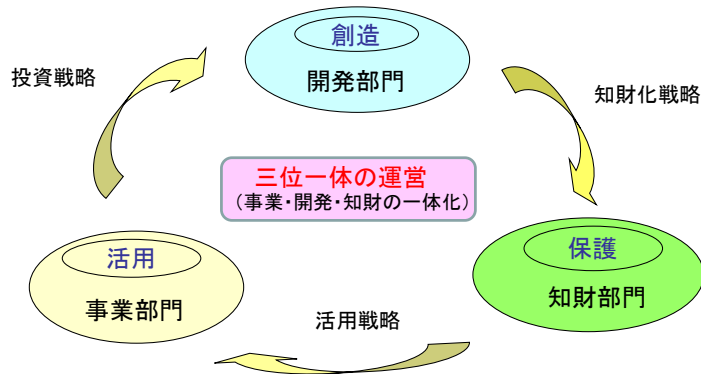 創造
開発部門
投資戦略
知財化戦略
三位一体の運営
（事業・開発・知財の一体化）
活用
事業部門
保護
知財部門
活用戦略